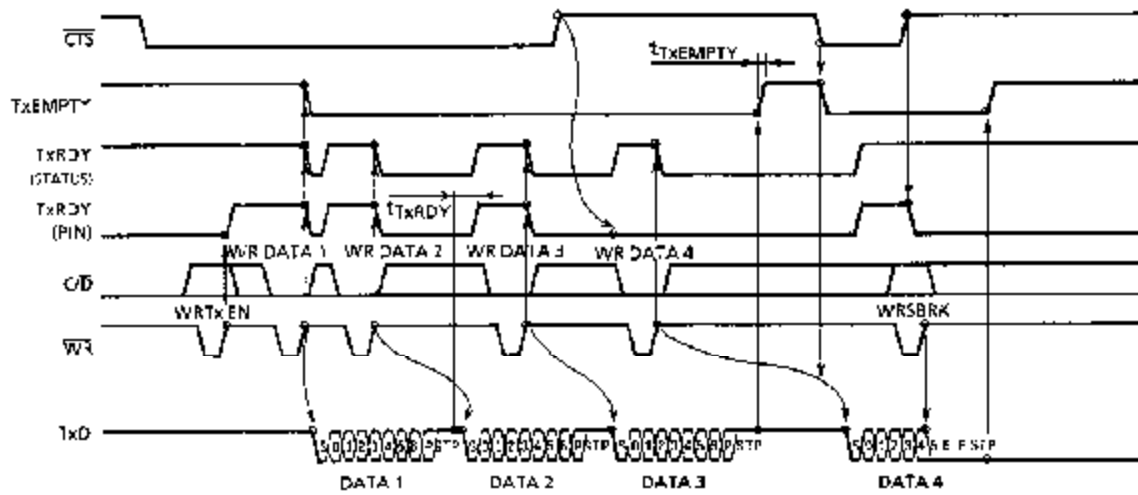 CTS
tTxEMPTY
TxEMPTY
TxRDY
(STATUS)
TxRDY
(PIN)
tTxRDY
WR DATA 1 WR DATA 2 WR DATA 3 WR DATA 4
C/D
WRTxEN WRSBRK
WR
TxD
DATA 1 DATA 2 DATA 3 DATA 4